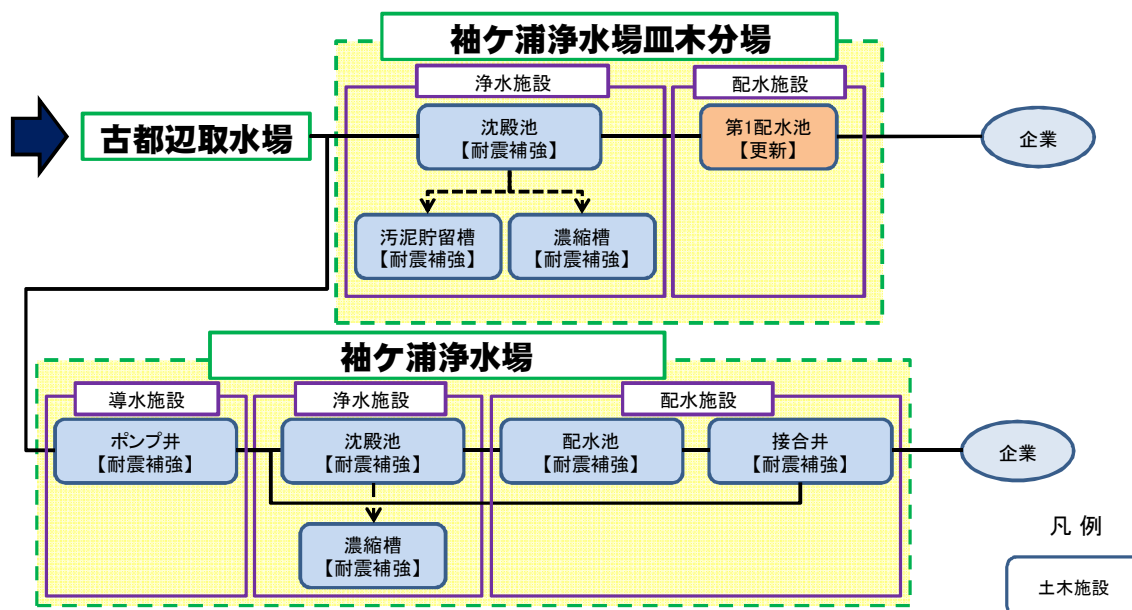 袖ケ浦浄水場皿木分場
浄水施設
配水施設
古都辺取水場
沈殿池
【耐震補強】
第1配水池
【更新】
企業
汚泥貯留槽
【耐震補強】
濃縮槽
【耐震補強】
袖ケ浦浄水場
導水施設
浄水施設
配水施設
ポンプ井
【耐震補強】
沈殿池
【耐震補強】
配水池
【耐震補強】
接合井
【耐震補強】
企業
濃縮槽
【耐震補強】
凡 例
土木施設